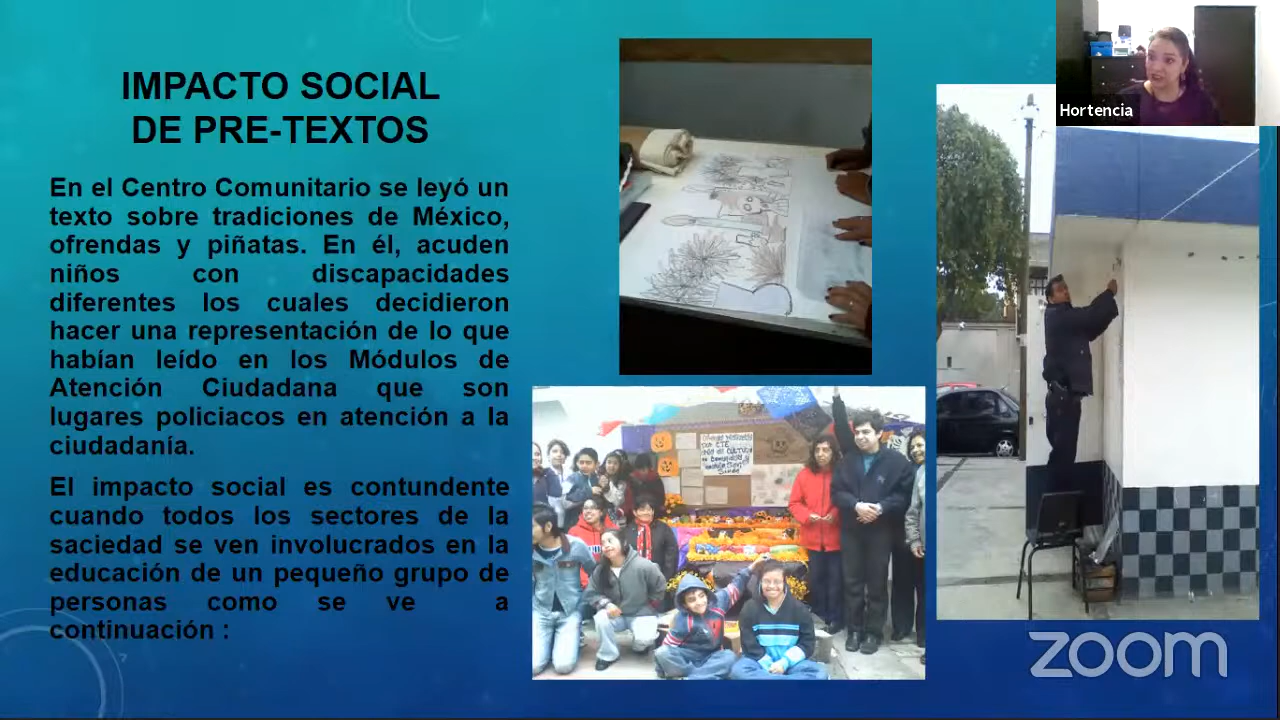 IMPACTO SOCIAL
DE PRE-TEXTOS
En el Centro Comunitario se leyó un
texto sobre tradiciones de México,
ofrendas y piñatas. En él, acuden
niños con discapacidades
diferentes los cuales decidieron
hacer una representación de lo que
habían leído en los Módulos de
Atención Ciudadana que son
lugares policiacos en atención a la
ciudadanía.
El impacto social es contundente
cuando todos los sectores de la
saciedad se ven involucrados en la
educación de un pequeño grupo de
personas como se ve a
continuación :
Hortencia
zoom